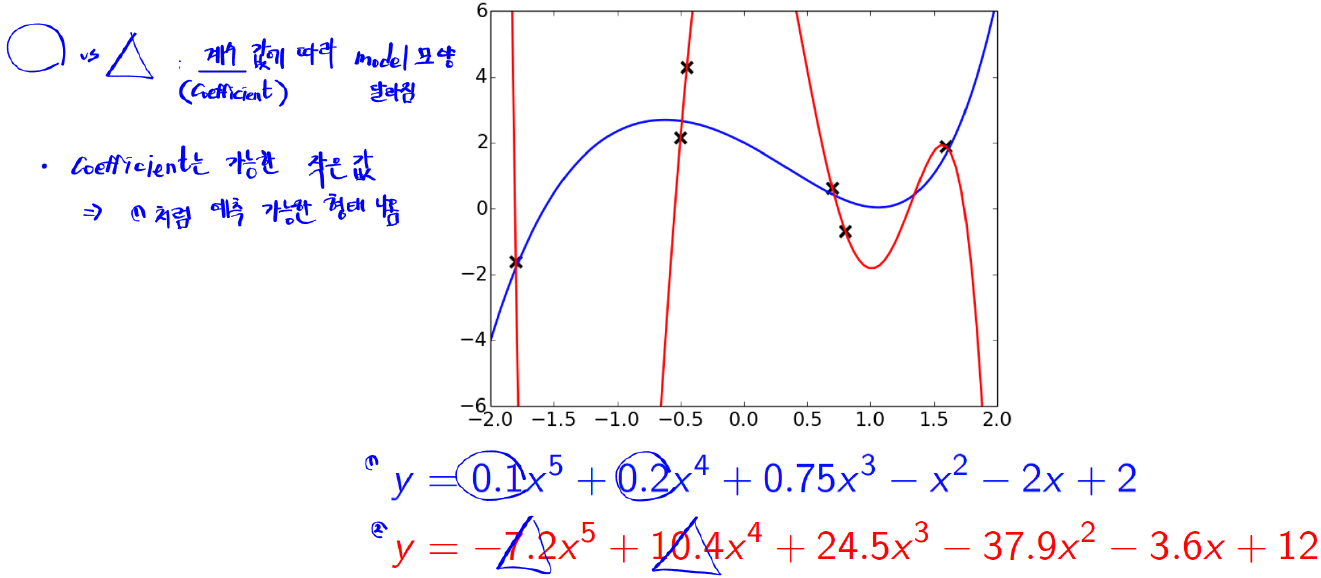 vs : 계수 값에 따라 model 모양
(Coefficient) 달라짐
• Coefficient는 가능한 작은 값
⇒ (1)처럼 예측 가능한 형태 나옴
6
4
2
0
−2
−4
−6
−2.0 −1.5 −1.0 −0.5 0.0 0.5 1.0 1.5 2.0
(1) y = 0.1x⁵ + 0.2x⁴ + 0.75x³ − x² − 2x + 2
(2) y = −7.2x⁵ + 10.4x⁴ + 24.5x³ − 37.9x² − 3.6x + 12